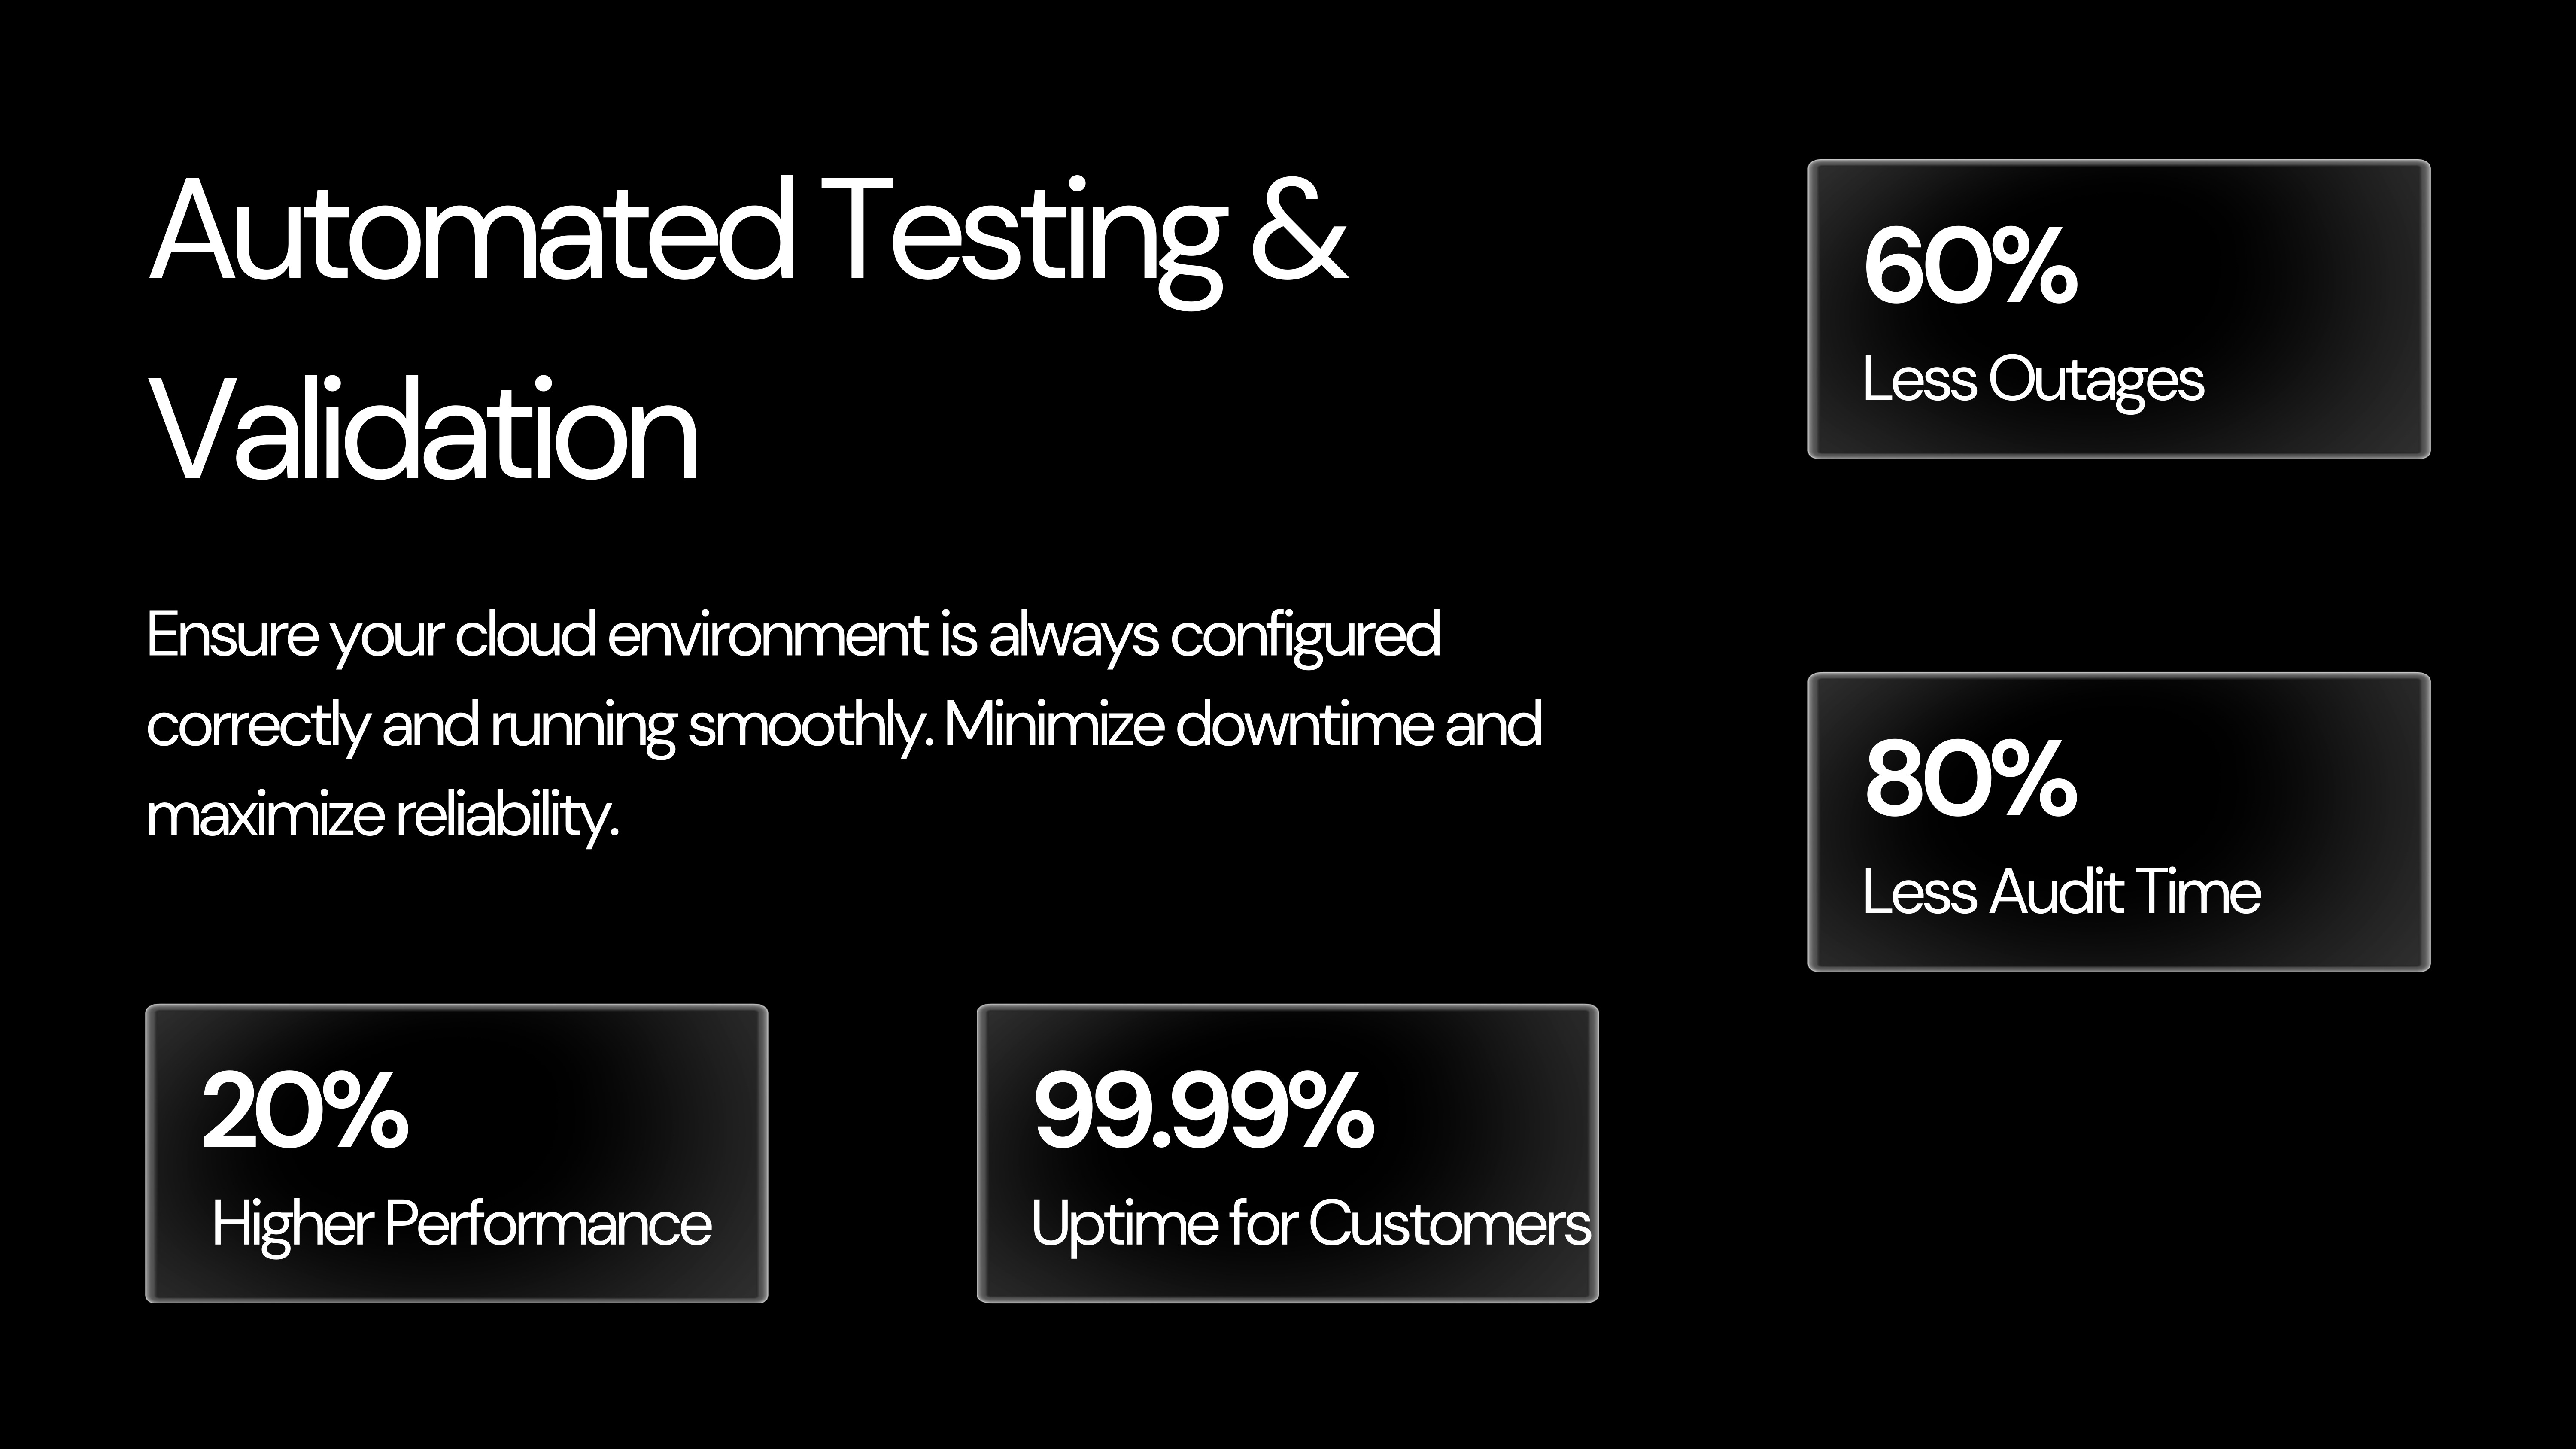 Automated Testing &
Validation
Ensure your cloud environment is always configured
correctly and running smoothly. Minimize downtime and
maximize reliability.
60%
Less Outages
80%
Less Audit Time
20%
Higher Performance
99.99%
Uptime for Customers